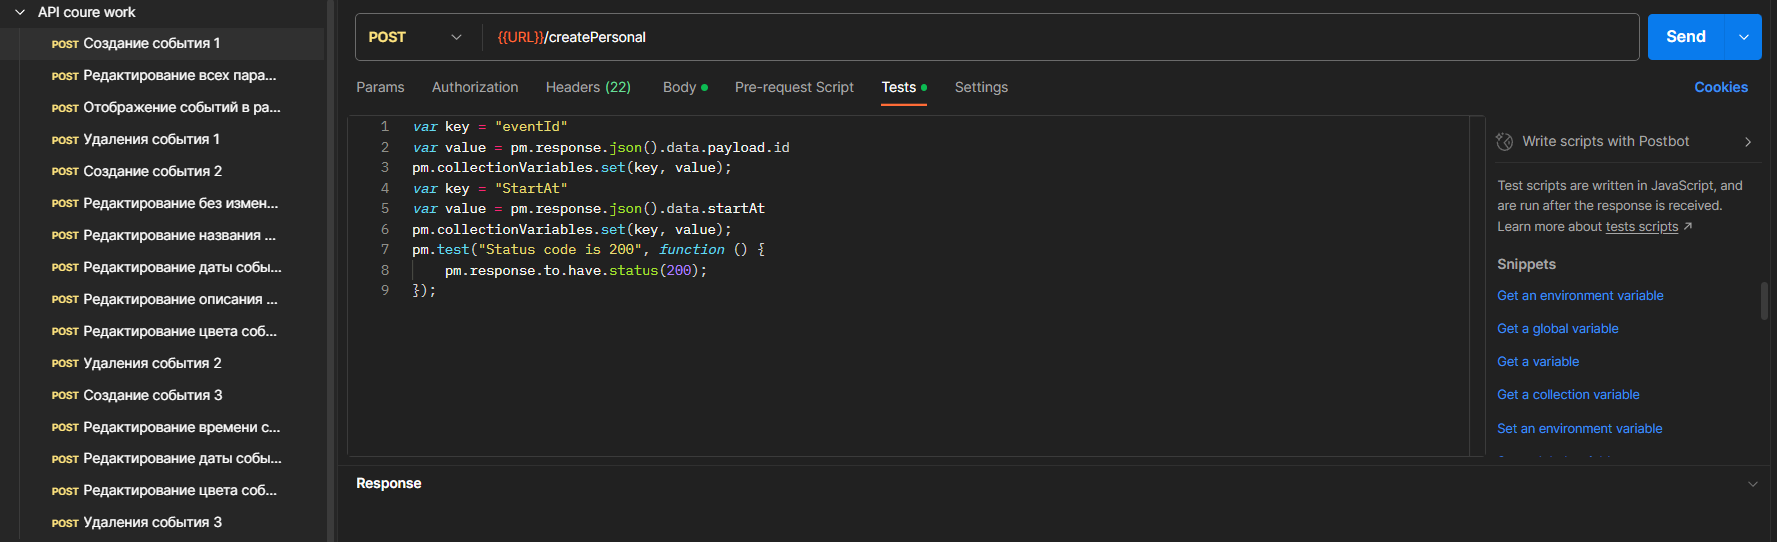 API coure work
POST Создание события 1
POST Редактирование всех пара...
POST Отображение событий в ра...
POST Удаления события 1
POST Создание события 2
POST Редактирование без измен...
POST Редактирование названия ...
POST Редактирование даты собы...
POST Редактирование описания ...
POST Редактирование цвета соб...
POST Удаления события 2
POST Создание события 3
POST Редактирование времени с...
POST Редактирование даты собы...
POST Редактирование цвета соб...
POST Удаления события 3
POST {{URL}}/createPersonal Send
Params Authorization Headers (22) Body Pre-request Script Tests Settings Cookies
1 var key = "eventId"
2 var value = pm.response.json().data.payload.id
3 pm.collectionVariables.set(key, value);
4 var key = "StartAt"
5 var value = pm.response.json().data.startAt
6 pm.collectionVariables.set(key, value);
7 pm.test("Status code is 200", function () {
8 pm.response.to.have.status(200);
9 });
Write scripts with Postbot
Test scripts are written in JavaScript, and
are run after the response is received.
Learn more about tests scripts ↗
Snippets
Get an environment variable
Get a global variable
Get a variable
Get a collection variable
Set an environment variable
Response